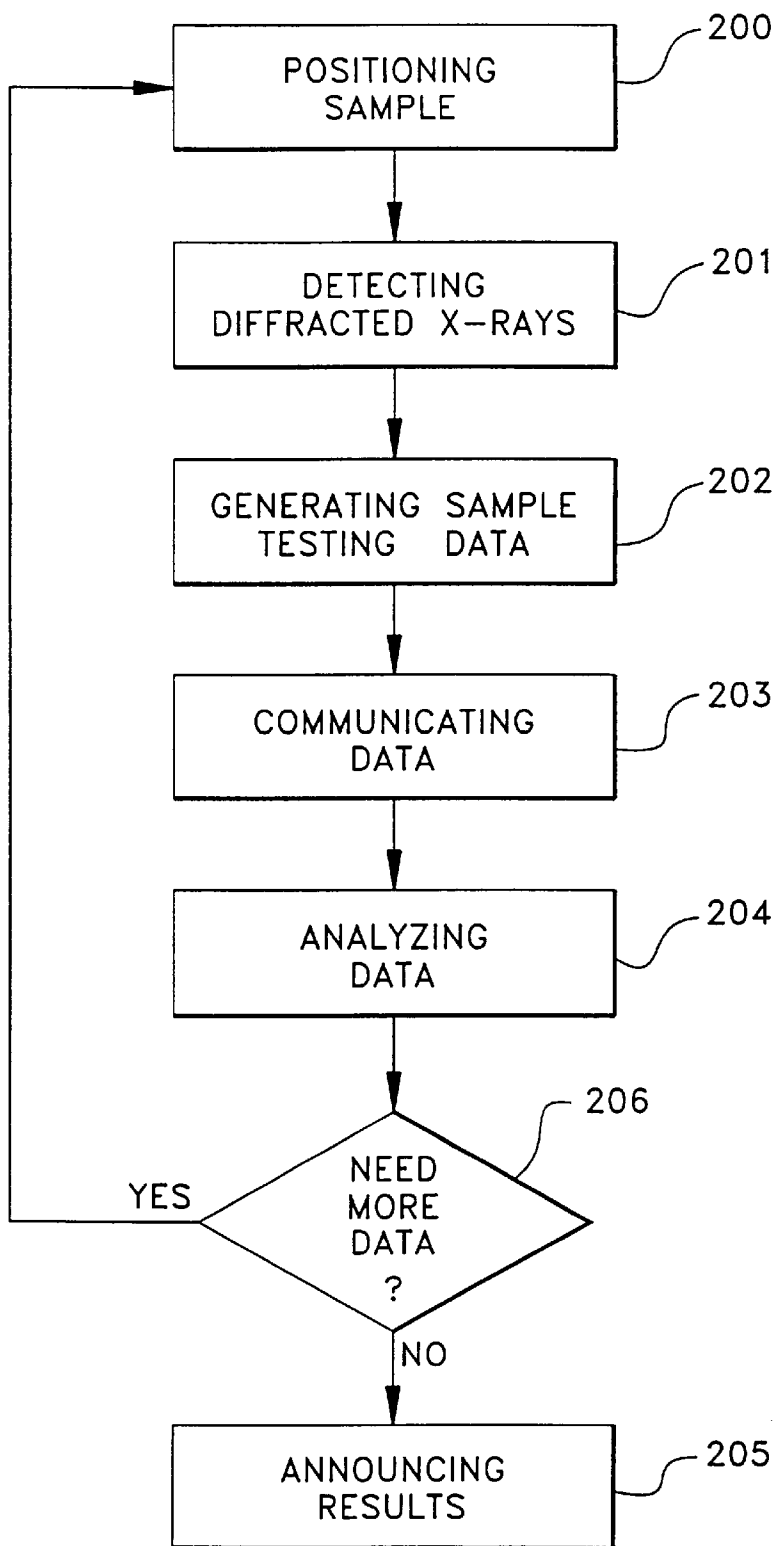 200
POSITIONING
SAMPLE
201
DETECTING
DIFFRACTED X-RAYS
202
GENERATING SAMPLE
TESTING DATA
203
COMMUNICATING
DATA
204
ANALYZING
DATA
206
NEED
MORE
DATA
?
YES
NO
205
ANNOUNCING
RESULTS